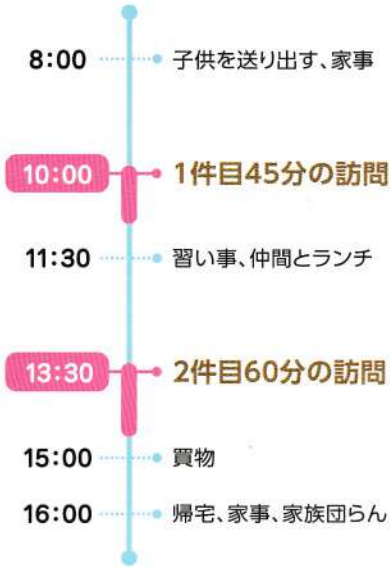 8:00 子供を送り出す、家事
10:00 1件目45分の訪問
11:30 習い事、仲間とランチ
13:30 2件目60分の訪問
15:00 買物
16:00 帰宅、家事、家族団らん